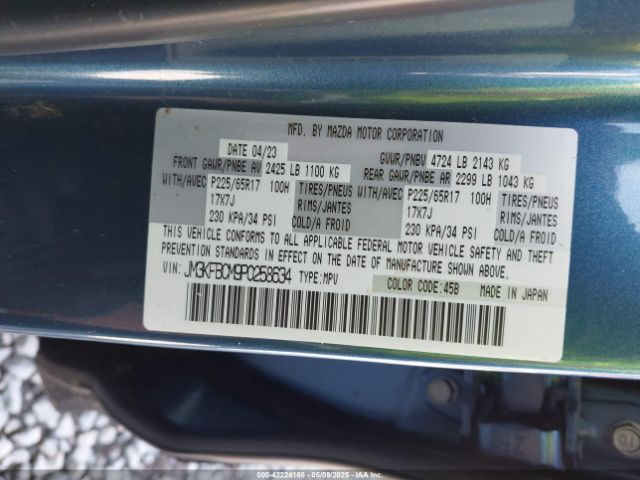 MFD. BY MAZDA MOTOR CORPORATION
DATE 04/23 GVWR/PNBV 4724 LB 2143 KG
FRONT GAWR/PNBE AV 2425 LB 1100 KG REAR GAWR/PNBE AR 2299 LB 1043 KG
WITH/AVEC P225/65R17 100H TIRES/PNEUS WITH/AVEC P225/65R17 100H TIRES/PNEUS
17X7J RIMS/JANTES 17X7J RIMS/JANTES
230 KPA/34 PSI COLD/A FROID 230 KPA/34 PSI COLD/A FROID
THIS VEHICLE CONFORMS TO ALL APPLICABLE FEDERAL MOTOR VEHICLE SAFETY AND THEFT
PREVENTION STANDARDS IN EFFECT ON THE DATE OF MANUFACTURE SHOWN ABOVE.
VIN: JM3KFBCM9P0258634 TYPE:MPV
COLOR CODE:45B MADE IN JAPAN
000-42224168 - 05/09/2025 - IAAI.COM